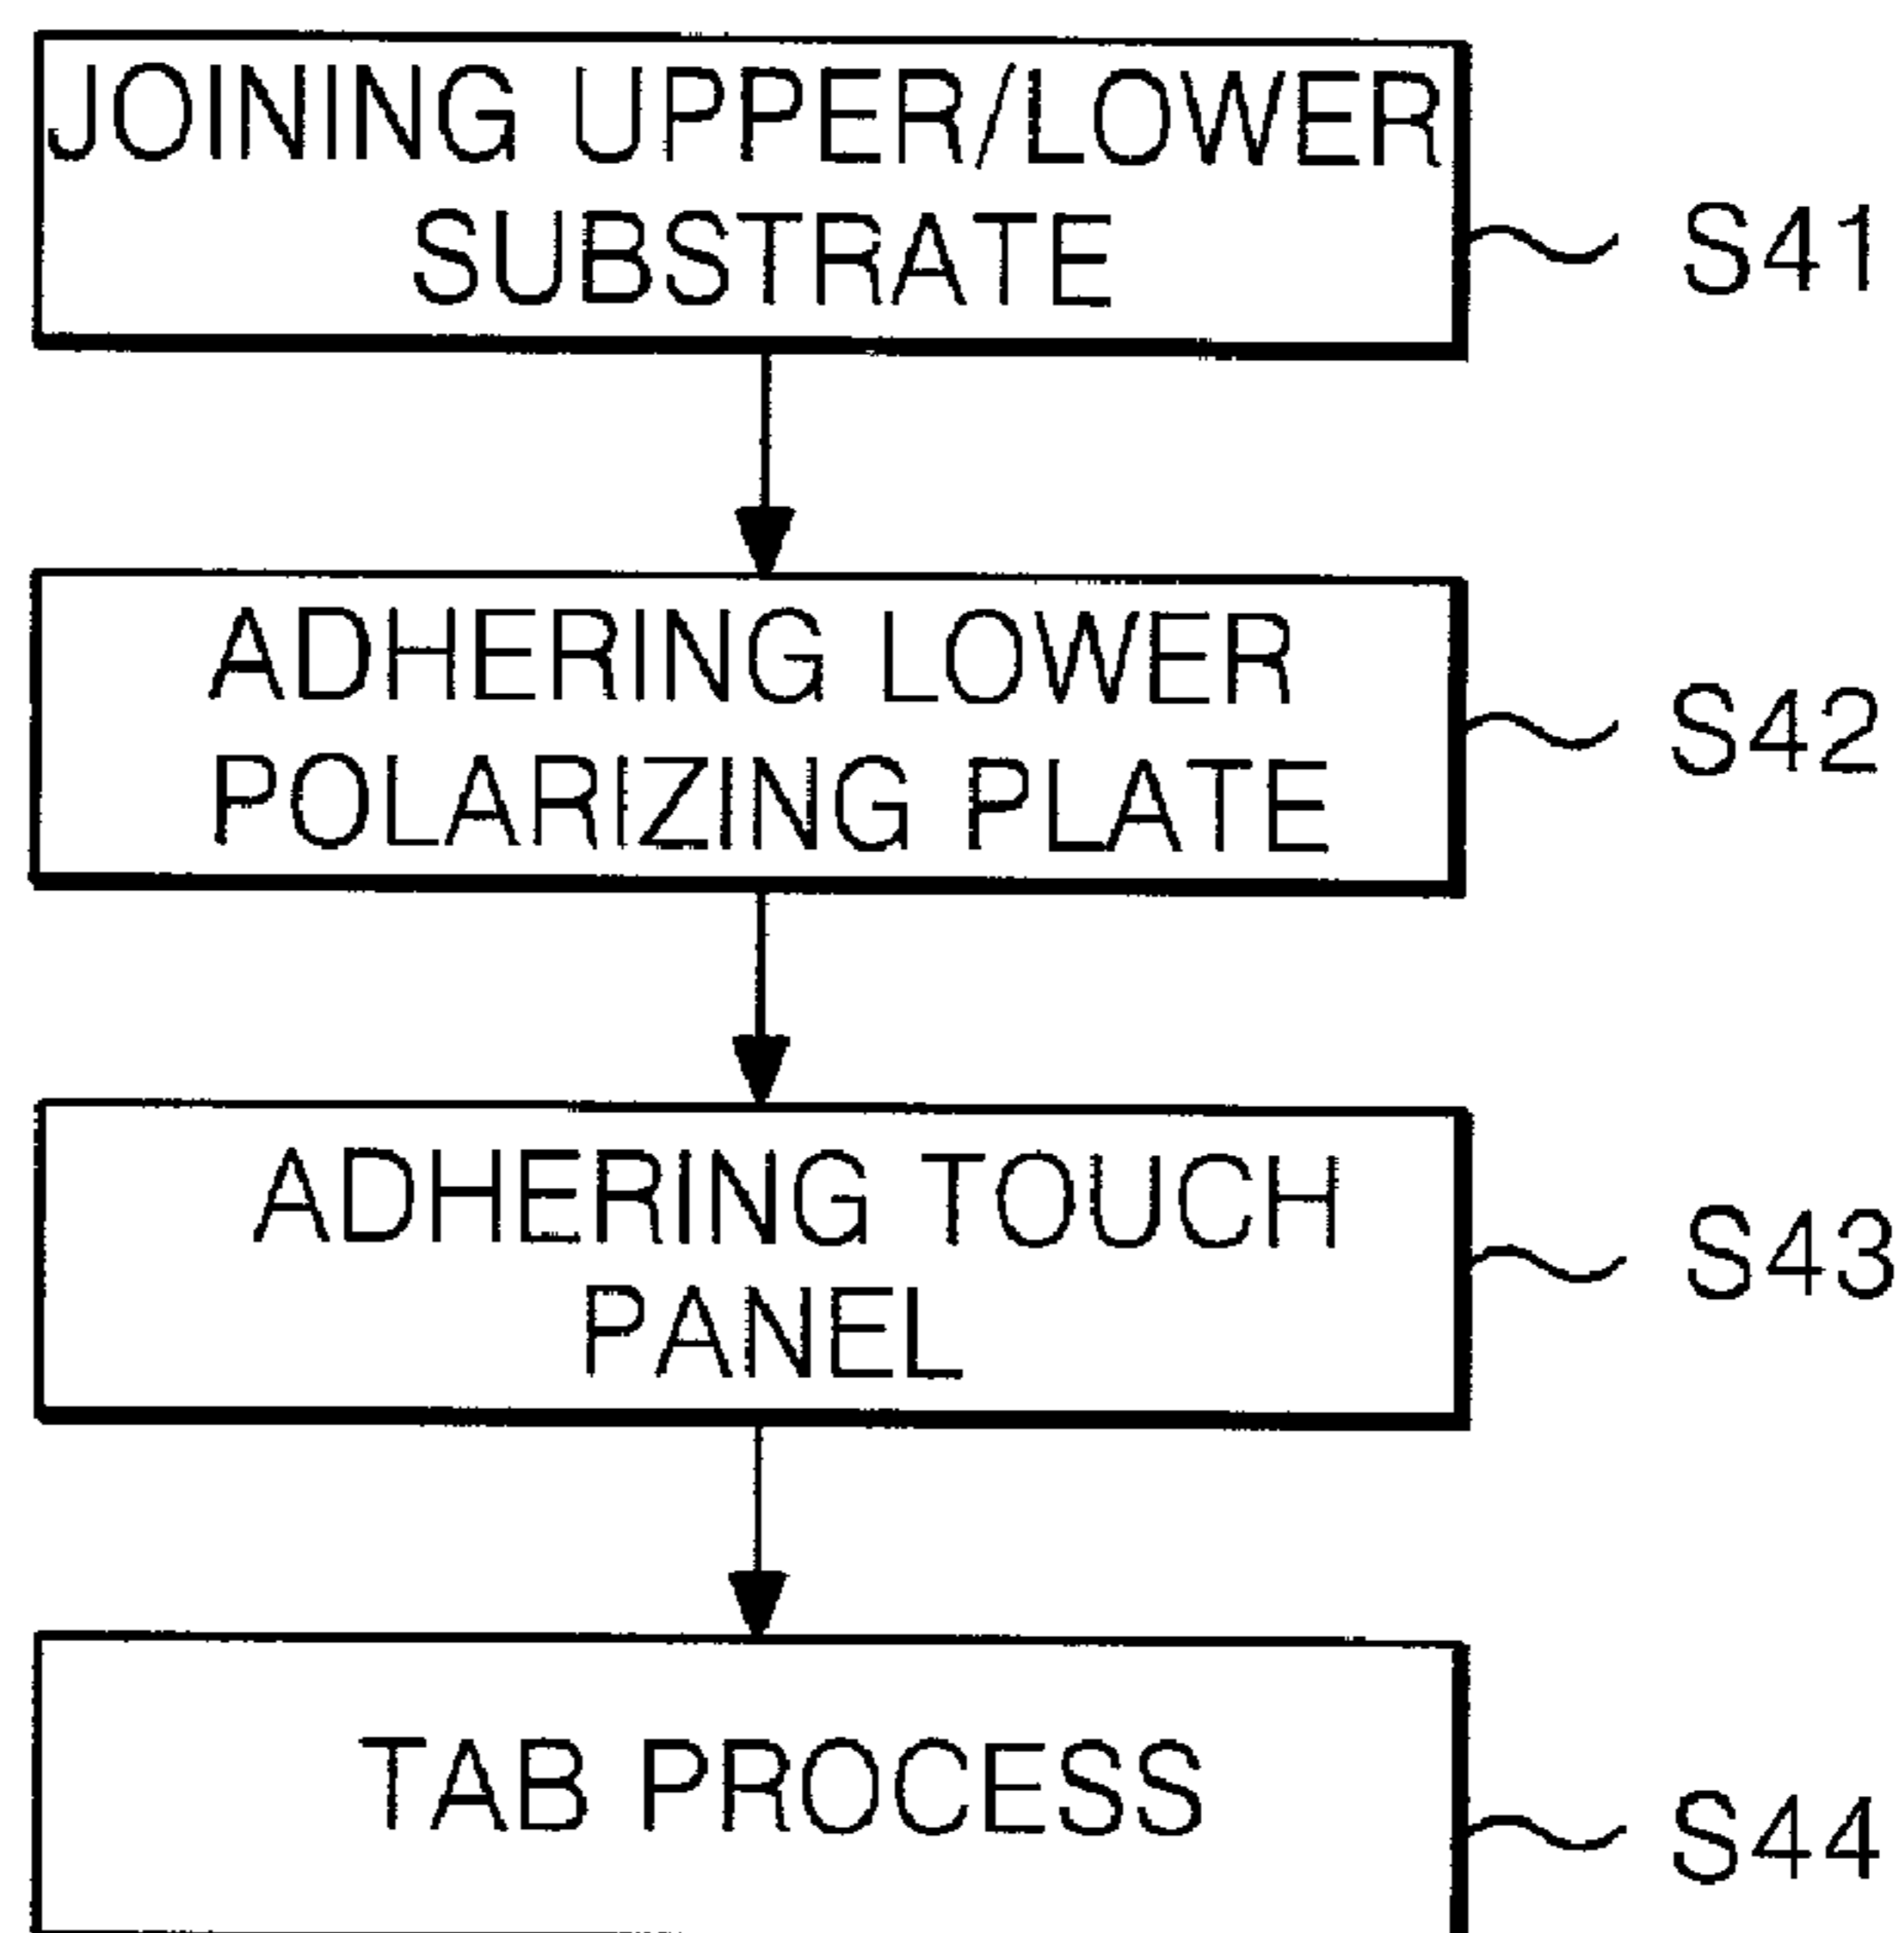 JOINING UPPER/LOWER
SUBSTRATE
S41
ADHERING LOWER
POLARIZING PLATE
S42
ADHERING TOUCH
PANEL
S43
TAB PROCESS
S44